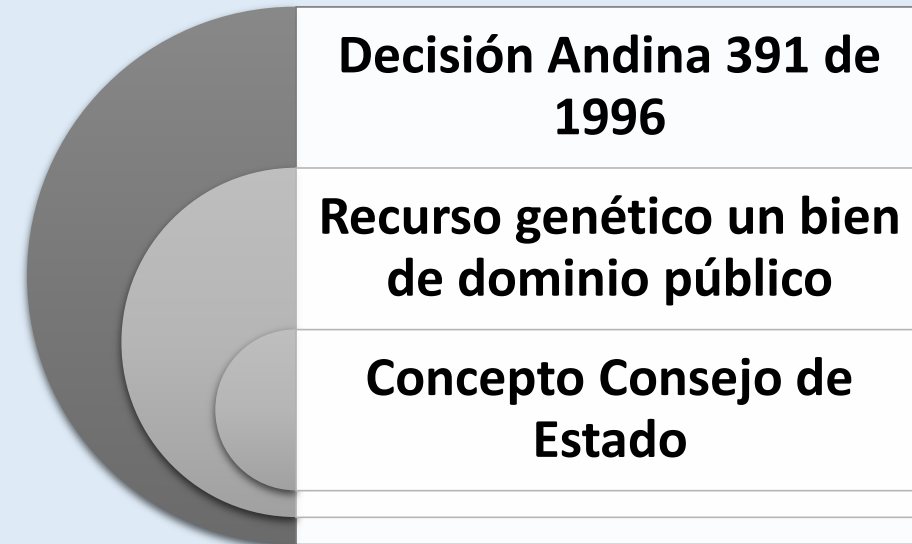 Decisión Andina 391 de
1996
Recurso genético un bien
de dominio público
Concepto Consejo de
Estado